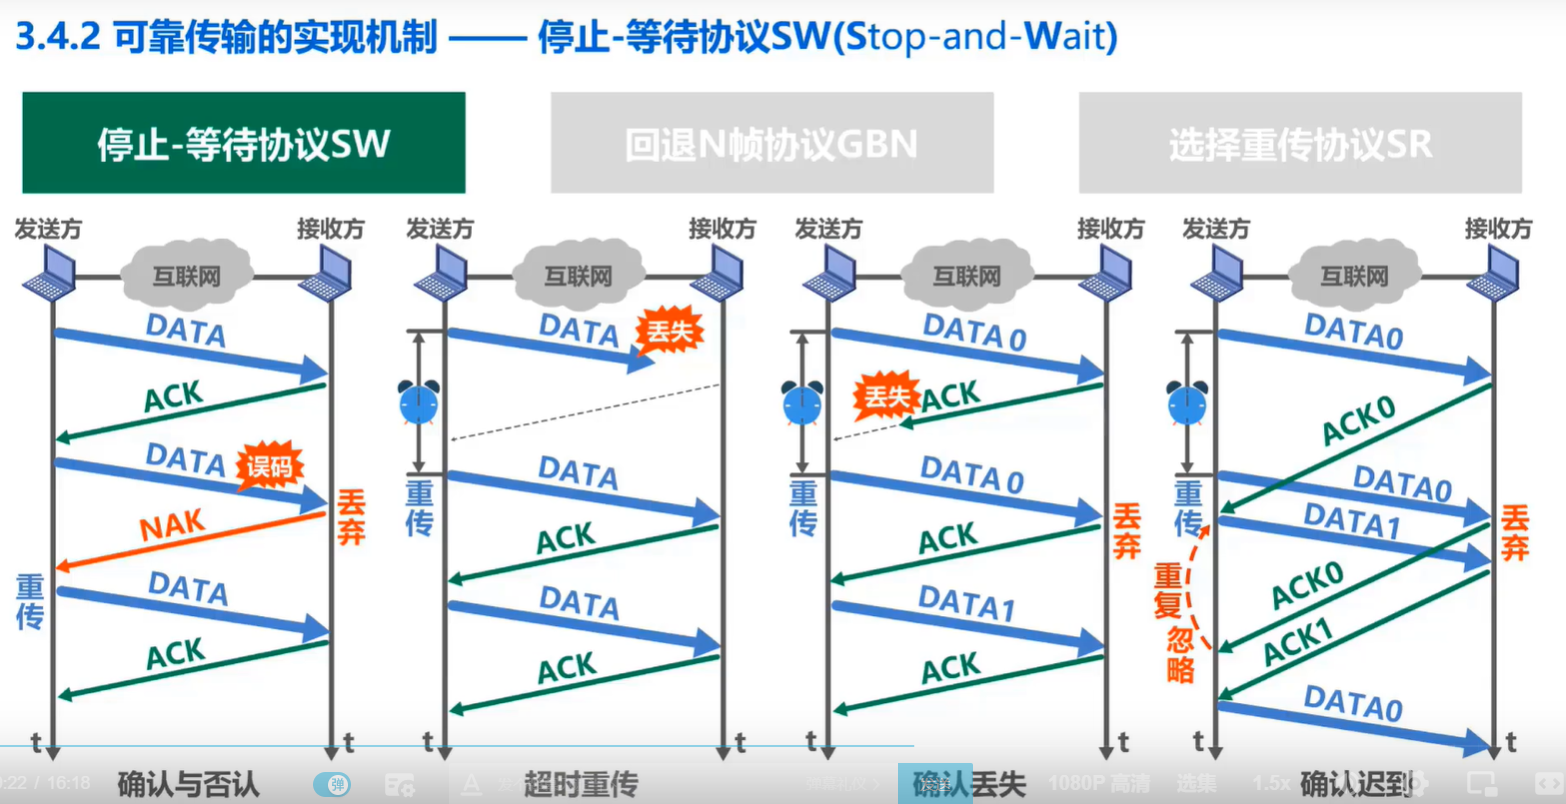 3.4.2 可靠传输的实现机制 —— 停止-等待协议SW(Stop-and-Wait)
停止-等待协议SW
回退N帧协议GBN
选择重传协议SR
发送方
接收方
互联网
DATA
ACK
DATA
误码
丢弃
NAK
重传
DATA
ACK
t
t
确认与否认
发送方
接收方
互联网
DATA
丢失
重传
DATA
ACK
DATA
ACK
t
t
超时重传
发送方
接收方
互联网
DATA 0
丢失
ACK
重传
DATA 0
丢弃
ACK
DATA1
ACK
t
t
确认丢失
发送方
接收方
互联网
DATA0
ACK0
重传
DATA0
丢弃
DATA1
重复
忽略
ACK0
ACK1
DATA0
t
t
确认迟到
:22 / 16:18
弹
1080P 高清
选集
1.5x